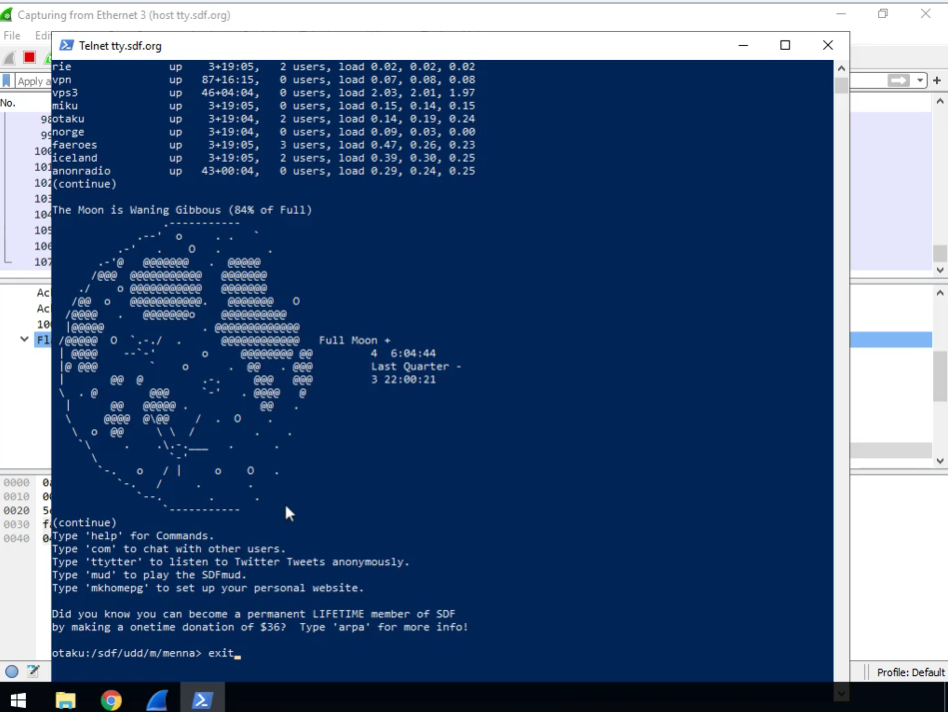 Capturing from Ethernet 3 (host tty.sdf.org)
File
Telnet tty.sdf.org
Apply a
No.
rie up 3+19:05, 2 users, load 0.02, 0.02, 0.02
vpn up 87+16:15, 0 users, load 0.07, 0.08, 0.08
vps3 up 46+04:04, 0 users, load 2.03, 2.01, 1.97
miku up 3+19:05, 0 users, load 0.15, 0.14, 0.15
otaku up 3+19:04, 2 users, load 0.14, 0.19, 0.24
norge up 3+19:04, 0 users, load 0.09, 0.03, 0.00
faeroes up 3+19:05, 3 users, load 0.47, 0.26, 0.23
iceland up 3+19:05, 2 users, load 0.39, 0.30, 0.25
anonradio up 43+00:04, 0 users, load 0.29, 0.24, 0.25
(continue)
The Moon is Waning Gibbous (84% of Full)
Full Moon +
4 6:04:44
Last Quarter -
3 22:00:21
(continue)
Type 'help' for Commands.
Type 'com' to chat with other users.
Type 'ttytter' to listen to Twitter Tweets anonymously.
Type 'mud' to play the SDFmud.
Type 'mkhomepg' to set up your personal website.
Did you know you can become a permanent LIFETIME member of SDF
by making a onetime donation of $36? Type 'arpa' for more info!
otaku:/sdf/udd/m/menna> exit_
0000
0010
0020
0030
0040
Profile: Default